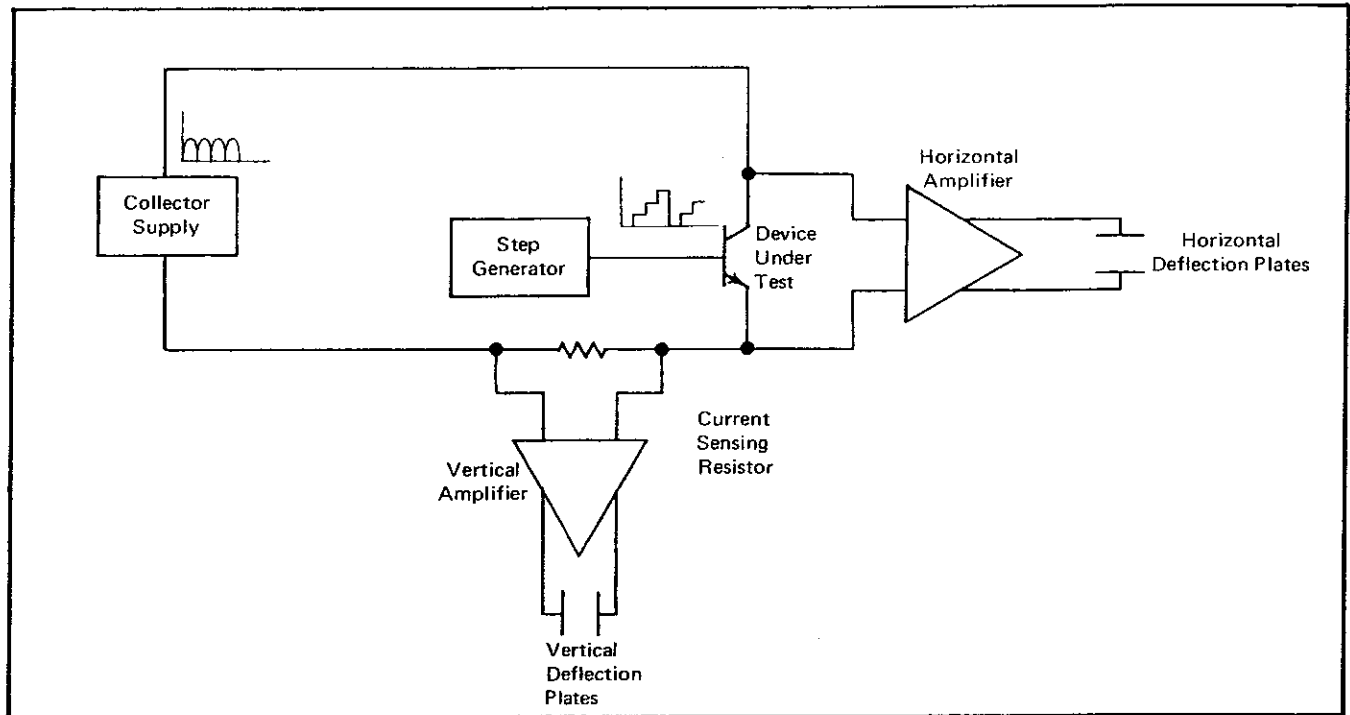 Collector
Supply
Step
Generator
Device
Under
Test
Horizontal
Amplifier
Horizontal
Deflection Plates
Current
Sensing
Resistor
Vertical
Amplifier
Vertical
Deflection
Plates